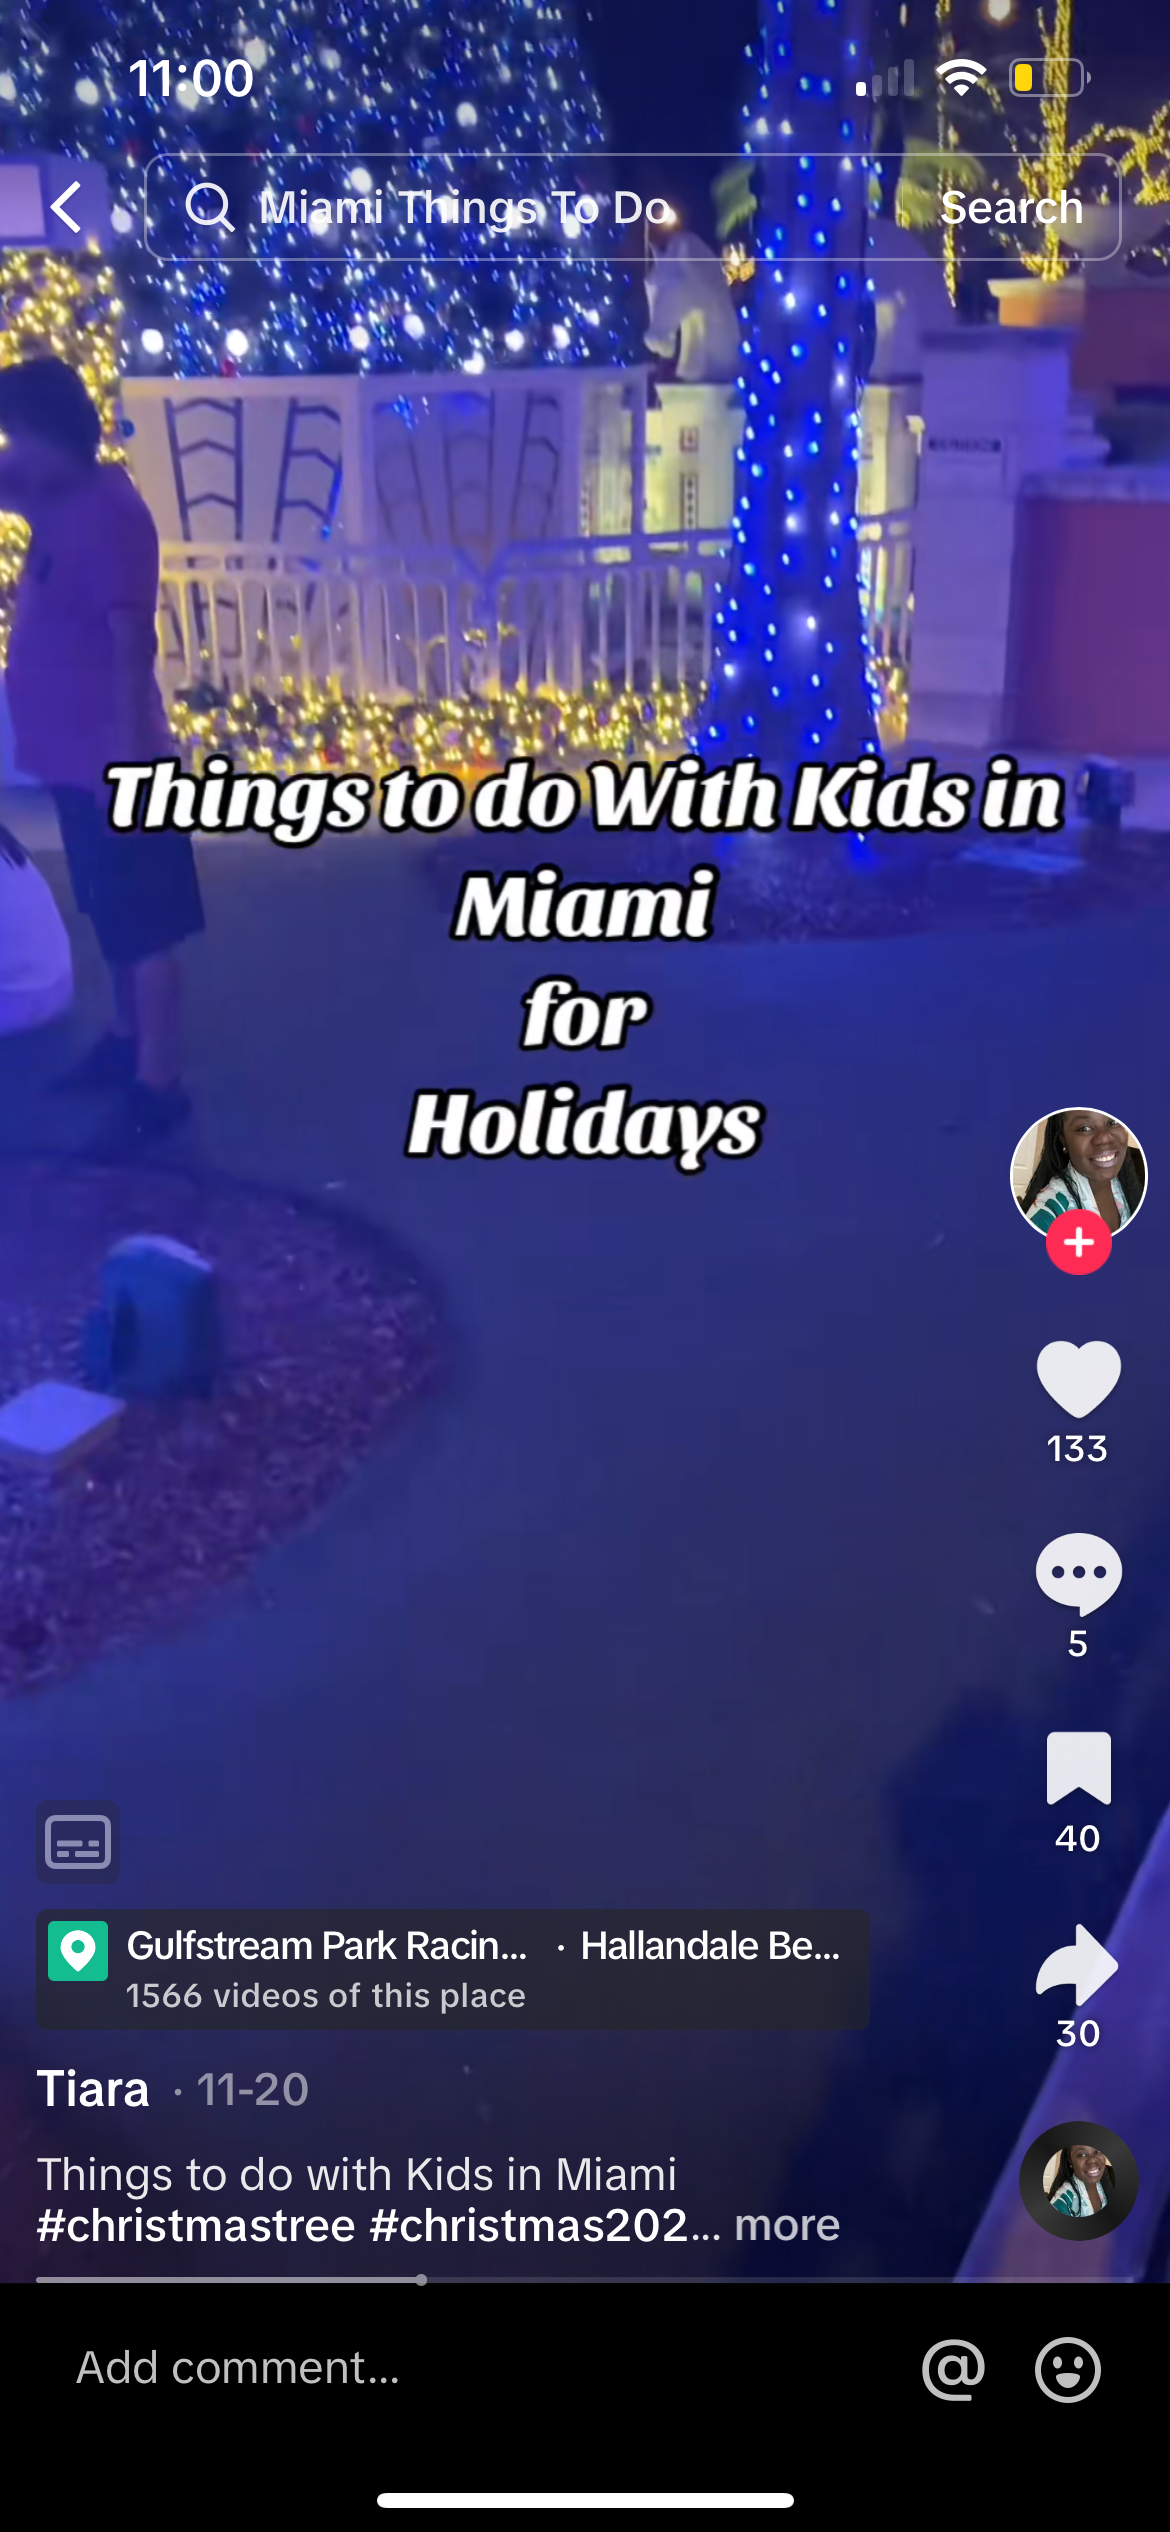 11:00
Miami Things To Do
Search
Things to do With Kids in
Miami
for
Holidays
133
5
40
Gulfstream Park Racin... · Hallandale Be...
1566 videos of this place
30
Tiara · 11-20
Things to do with Kids in Miami
#christmastree #christmas202... more
Add comment...
@